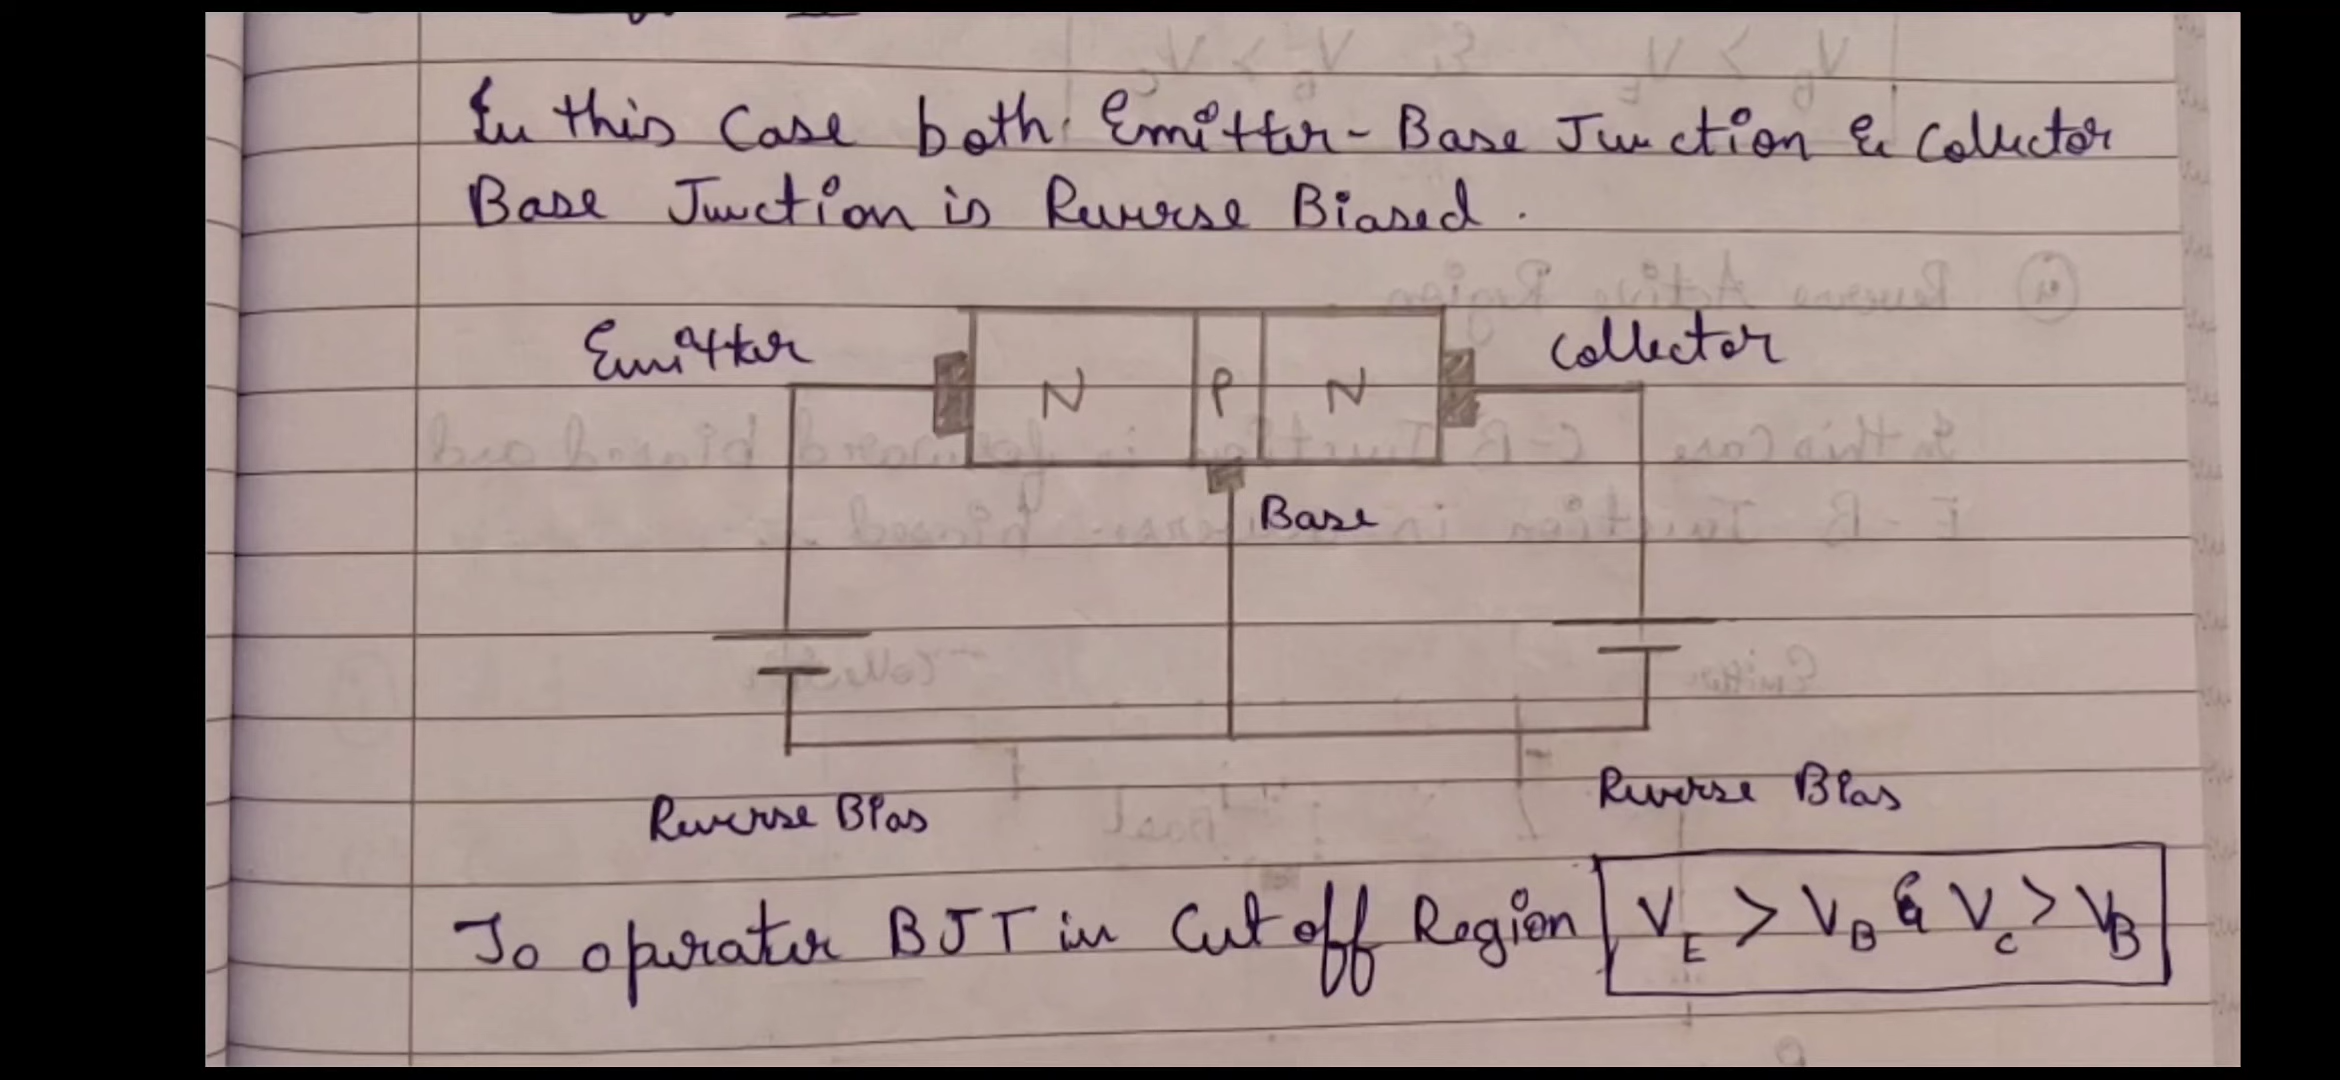 In this Case both Emitter-Base Junction & Collector
Base Junction is Reverse Biased.
Emitter
Collector
N P N
Base
Reverse Bias
Reverse Bias
To operater BJT in Cut off Region V_E > V_B & V_C > V_B